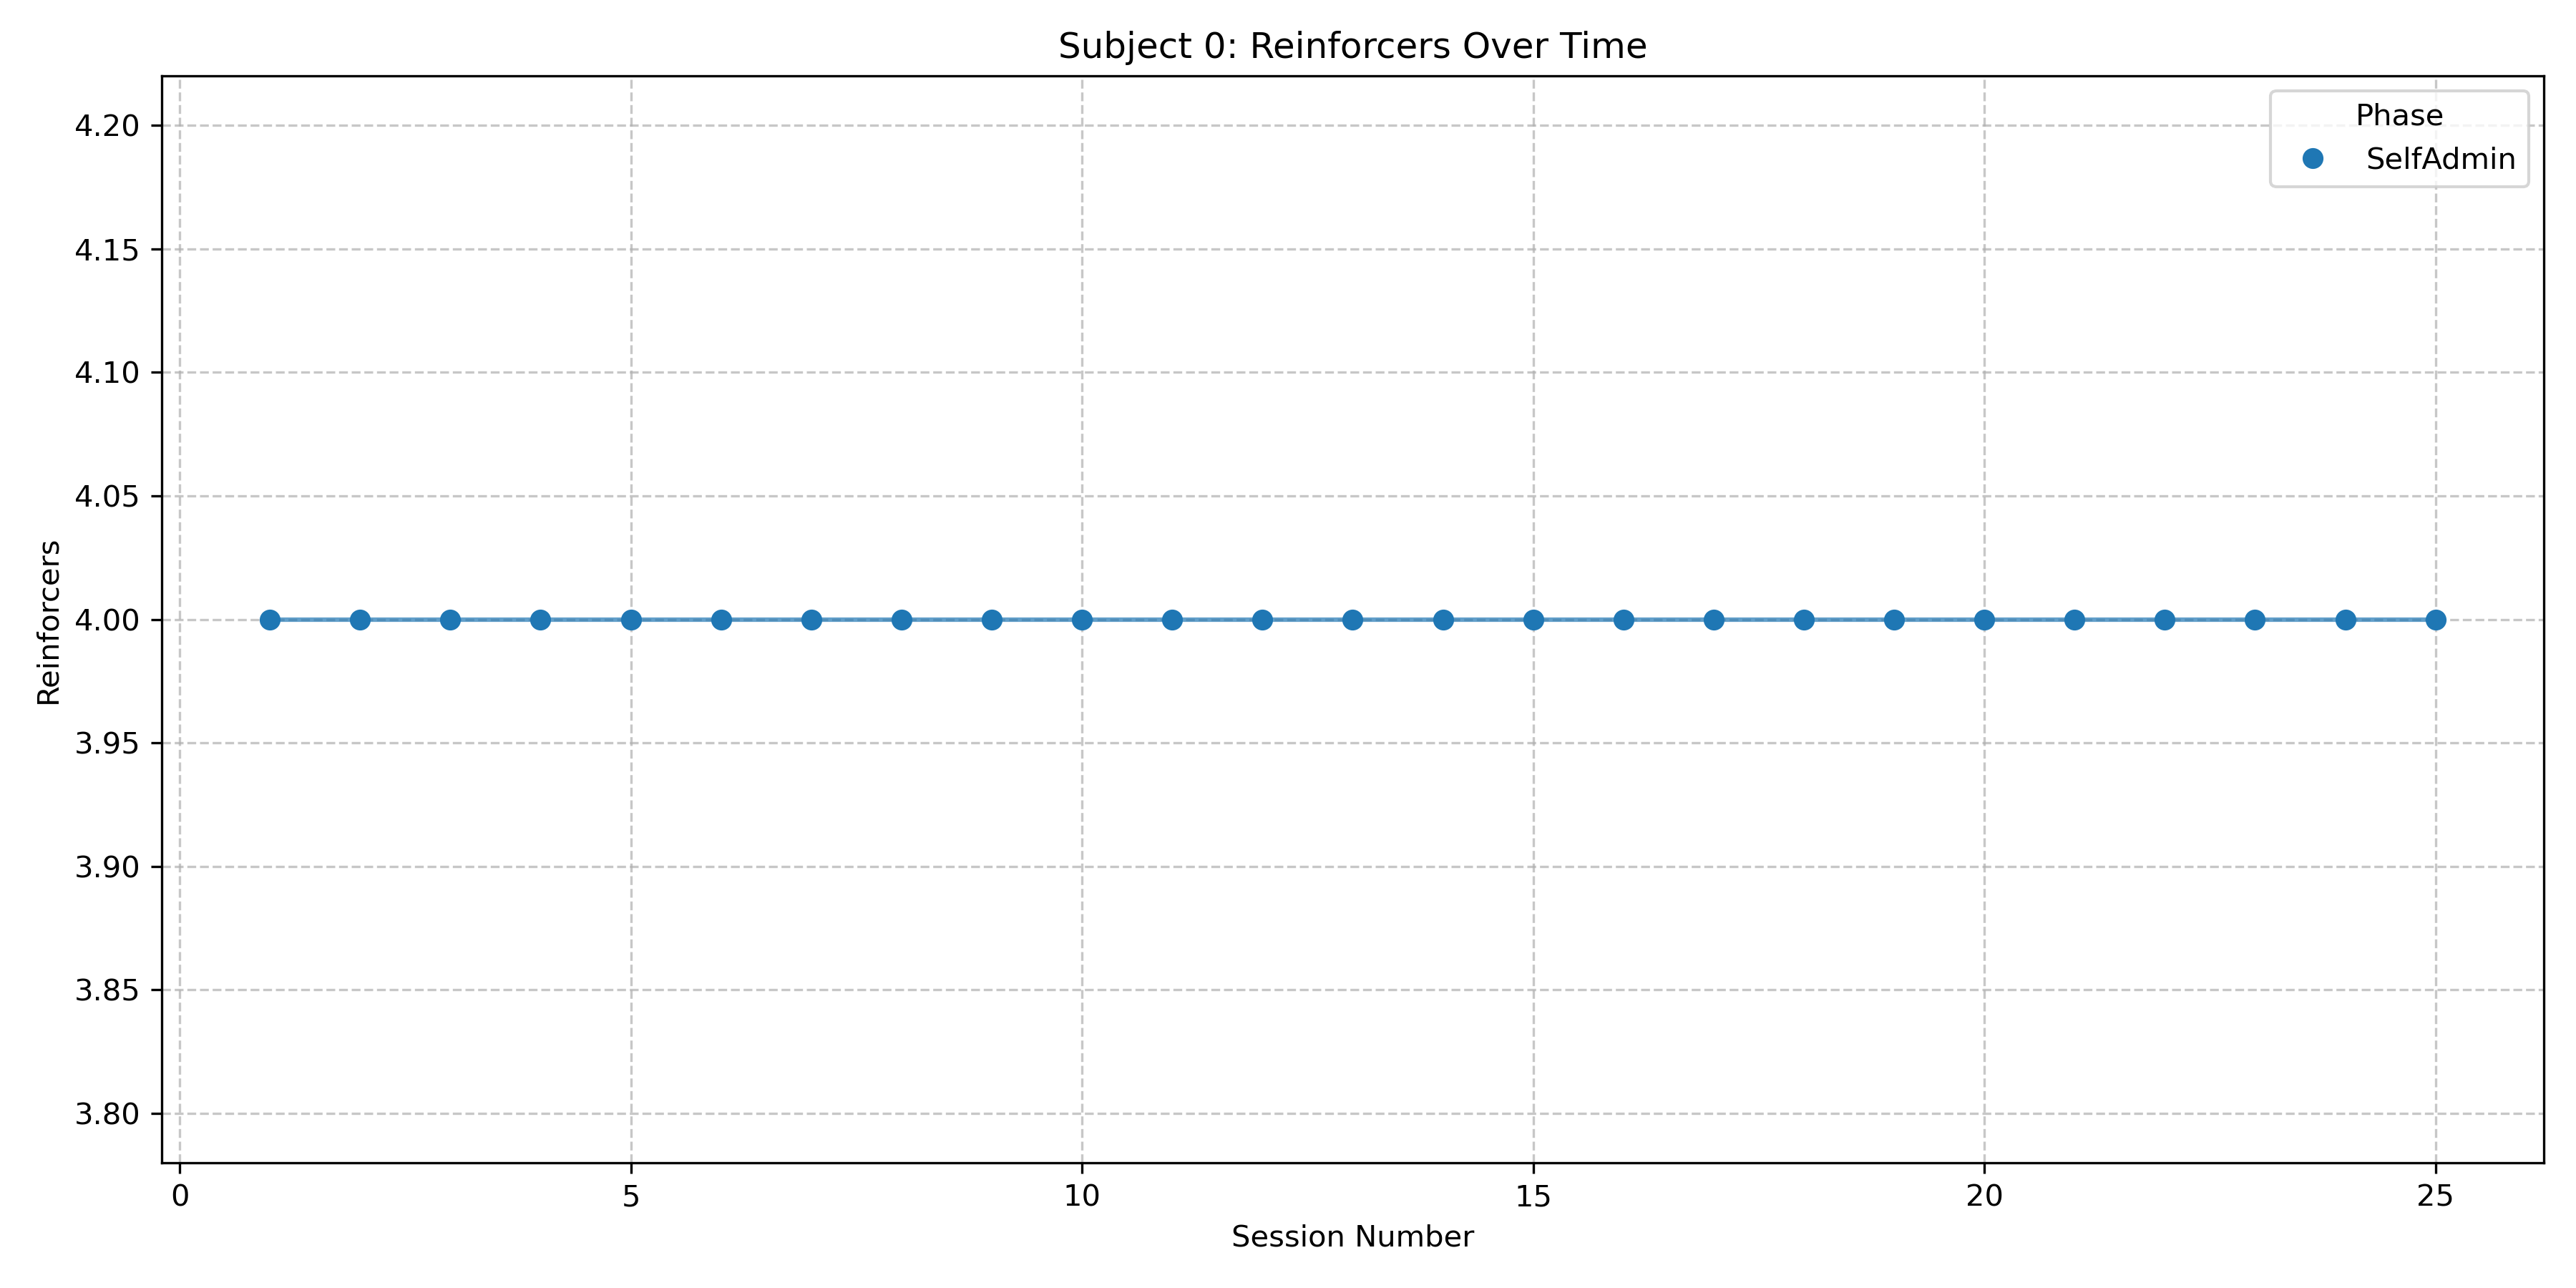 Subject 0: Reinforcers Over Time
Phase
SelfAdmin
4.20
4.15
4.10
4.05
4.00
3.95
3.90
3.85
3.80
Reinforcers
0 5 10 15 20 25
Session Number